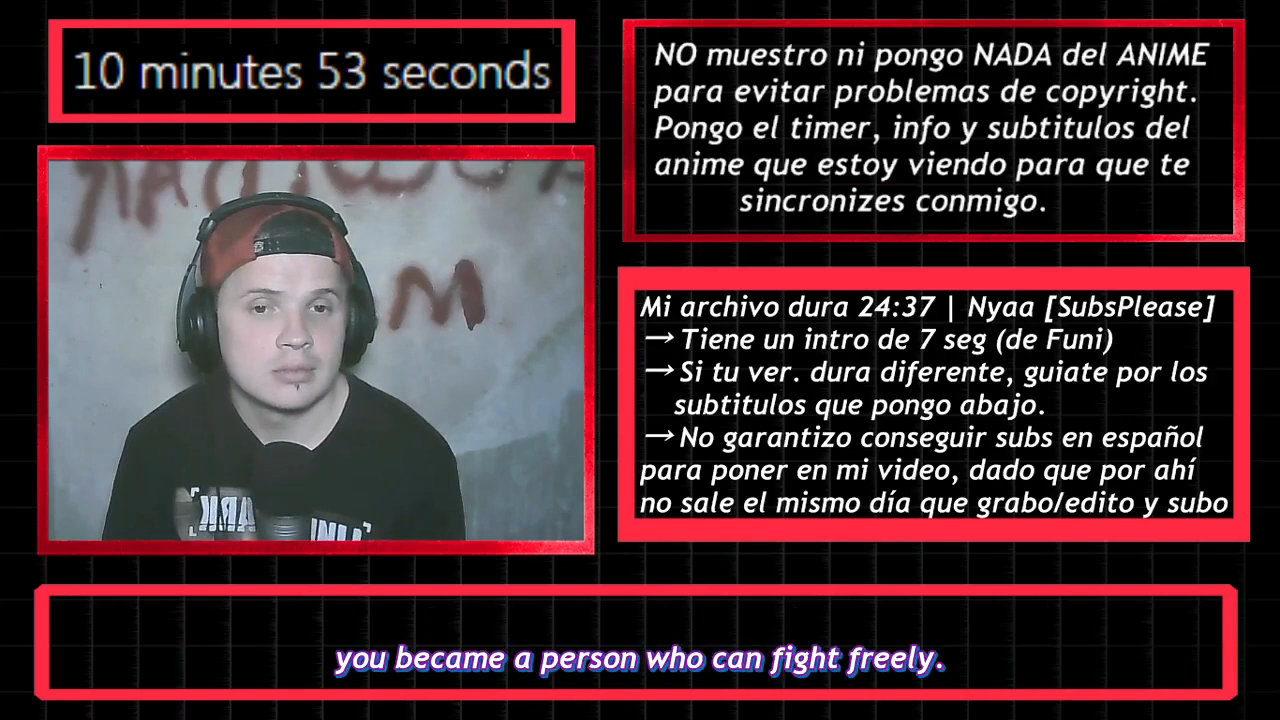 10 minutes 53 seconds
NO muestro ni pongo NADA del ANIME
para evitar problemas de copyright.
Pongo el timer, info y subtitulos del
anime que estoy viendo para que te
sincronizes conmigo.
Mi archivo dura 24:37 | Nyaa [SubsPlease]
→ Tiene un intro de 7 seg (de Funi)
→ Si tu ver. dura diferente, guiate por los
subtitulos que pongo abajo.
→ No garantizo conseguir subs en español
para poner en mi video, dado que por ahí
no sale el mismo día que grabo/edito y subo
you became a person who can fight freely.